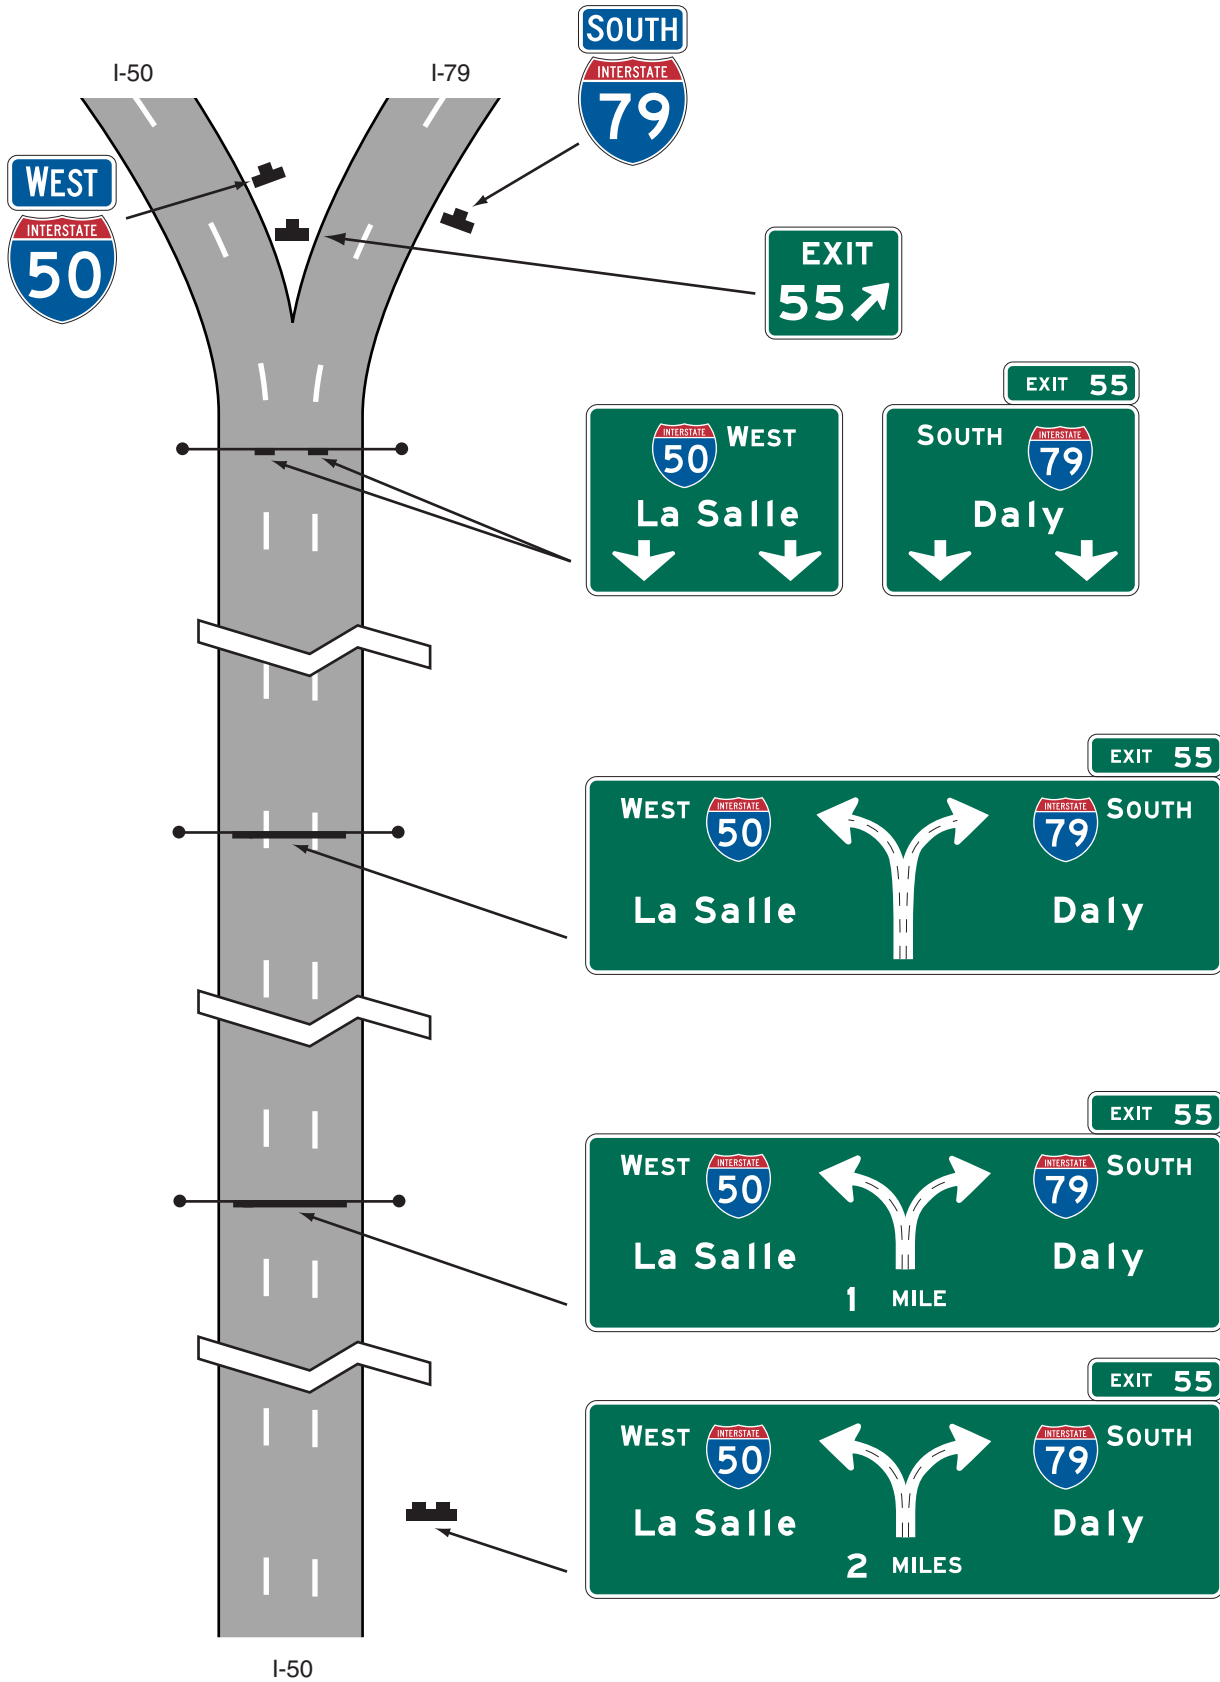 SOUTH
INTERSTATE
79
I-50
I-79
WEST
INTERSTATE
50
EXIT
55
EXIT 55
INTERSTATE
50 WEST
La Salle
SOUTH INTERSTATE
79
Daly
EXIT 55
WEST INTERSTATE
50
La Salle
INTERSTATE
79 SOUTH
Daly
EXIT 55
WEST INTERSTATE
50
La Salle
INTERSTATE
79 SOUTH
Daly
1 MILE
EXIT 55
WEST INTERSTATE
50
La Salle
INTERSTATE
79 SOUTH
Daly
2 MILES
I-50